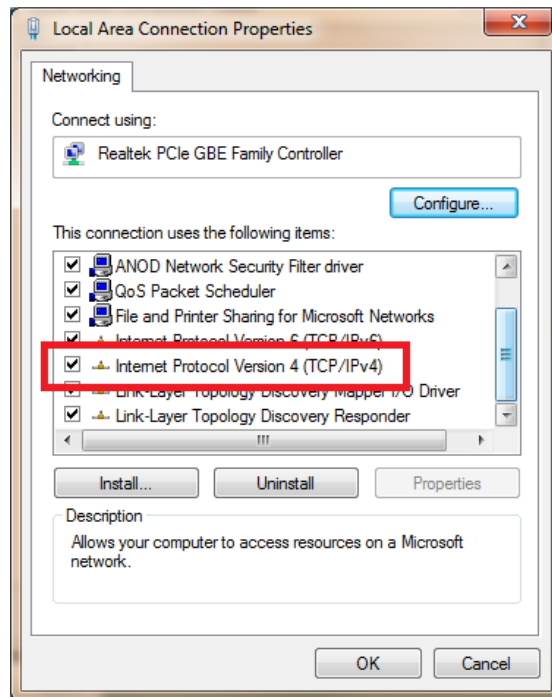 Local Area Connection Properties
Networking
Connect using:
Realtek PCIe GBE Family Controller
Configure...
This connection uses the following items:
ANOD Network Security Filter driver
QoS Packet Scheduler
File and Printer Sharing for Microsoft Networks
Internet Protocol Version 6 (TCP/IPv6)
Internet Protocol Version 4 (TCP/IPv4)
Link-Layer Topology Discovery Mapper I/O Driver
Link-Layer Topology Discovery Responder
Install... Uninstall Properties
Description
Allows your computer to access resources on a Microsoft
network.
OK Cancel